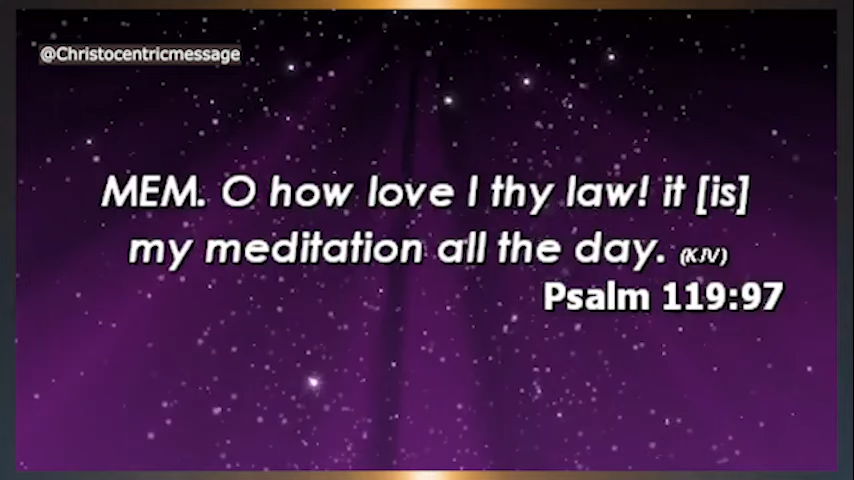 @Christocentricmessage
MEM. O how love I thy law! it [is]
my meditation all the day. (KJV)
Psalm 119:97